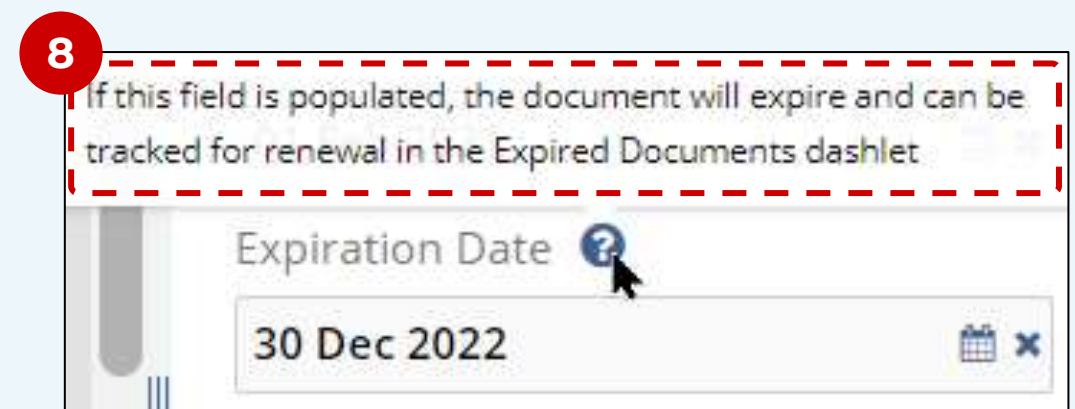 8
If this field is populated, the document will expire and can be
tracked for renewal in the Expired Documents dashlet
Expiration Date ?
30 Dec 2022